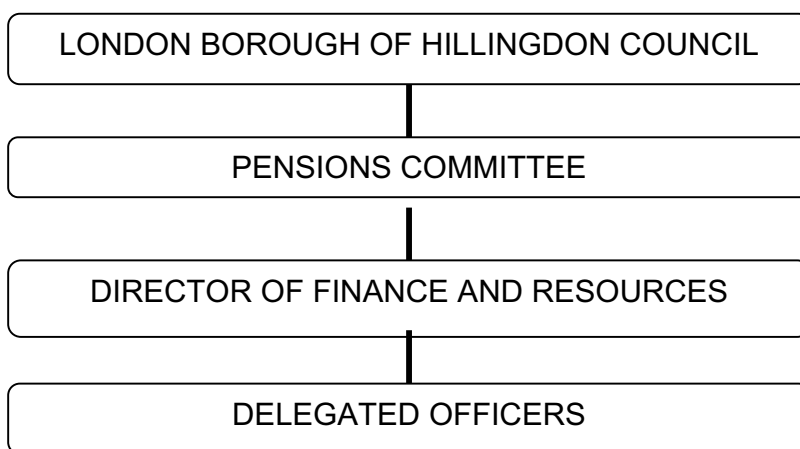 LONDON BOROUGH OF HILLINGDON COUNCIL
PENSIONS COMMITTEE
DIRECTOR OF FINANCE AND RESOURCES
DELEGATED OFFICERS